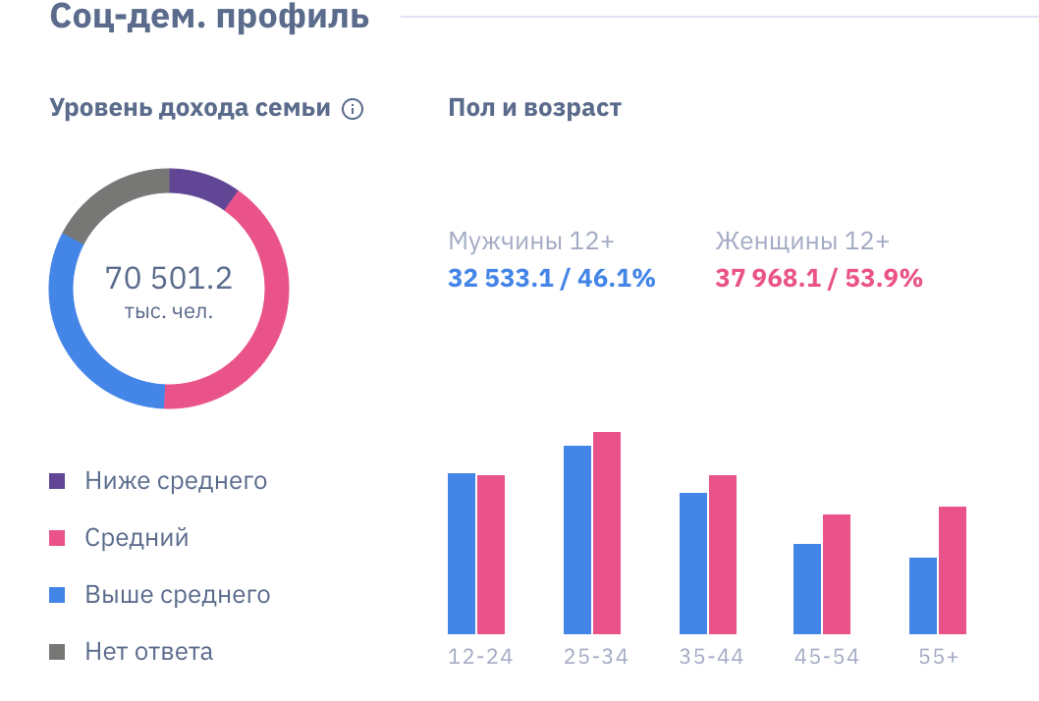 Соц-дем. профиль
Уровень дохода семьи
70 501.2
тыс. чел.
Ниже среднего
Средний
Выше среднего
Нет ответа
Пол и возраст
Мужчины 12+
32 533.1 / 46.1%
Женщины 12+
37 968.1 / 53.9%
12-24 25-34 35-44 45-54 55+